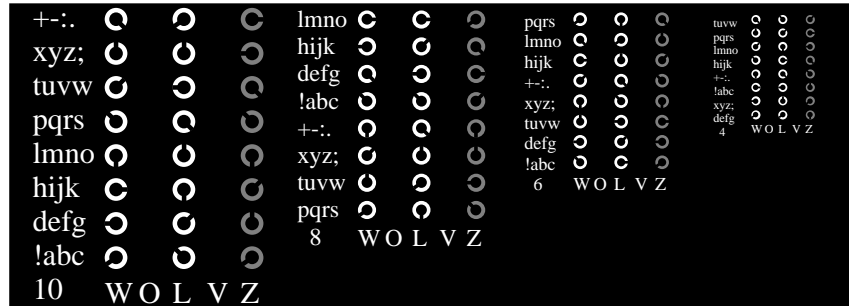 +-:.
xyz;
tuvw
pqrs
lmno
hijk
defg
!abc
10 W O L V Z
lmno
hijk
defg
!abc
+-:.
xyz;
tuvw
pqrs
8 W O L V Z
pqrs
lmno
hijk
+-:.
xyz;
tuvw
defg
!abc
6 W O L V Z
tuvw
pqrs
lmno
hijk
+-:.
!abc
xyz;
defg
4 W O L V Z